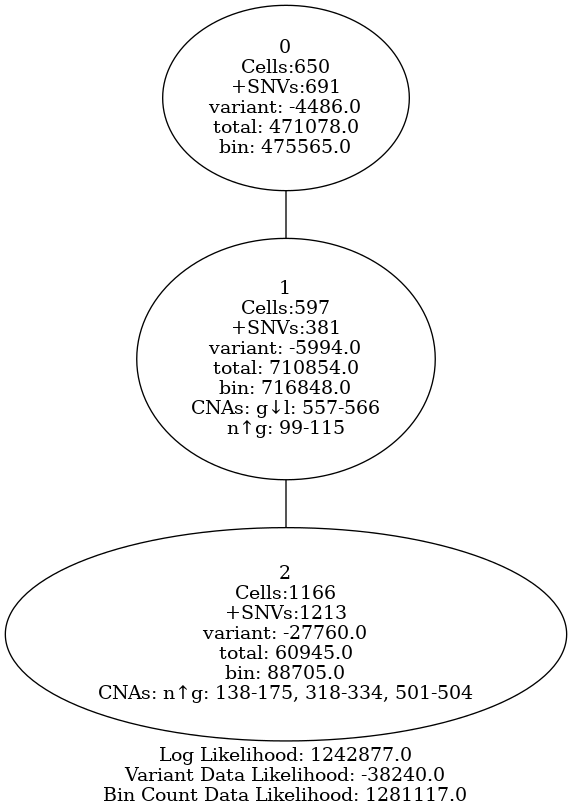 0
Cells:650
+SNVs:691
variant: -4486.0
total: 471078.0
bin: 475565.0
1
Cells:597
+SNVs:381
variant: -5994.0
total: 710854.0
bin: 716848.0
CNAs: g↓l: 557-566
n↑g: 99-115
2
Cells:1166
+SNVs:1213
variant: -27760.0
total: 60945.0
bin: 88705.0
CNAs: n↑g: 138-175, 318-334, 501-504
Log Likelihood: 1242877.0
Variant Data Likelihood: -38240.0
Bin Count Data Likelihood: 1281117.0